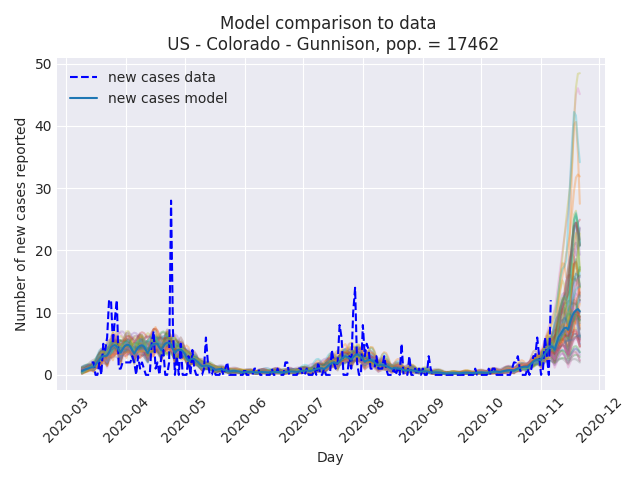 Model comparison to data
US - Colorado - Gunnison, pop. = 17462
new cases data
new cases model
Number of new cases reported
50
40
30
20
10
0
2020-03
2020-04
2020-05
2020-06
2020-07
2020-08
2020-09
2020-10
2020-11
2020-12
Day